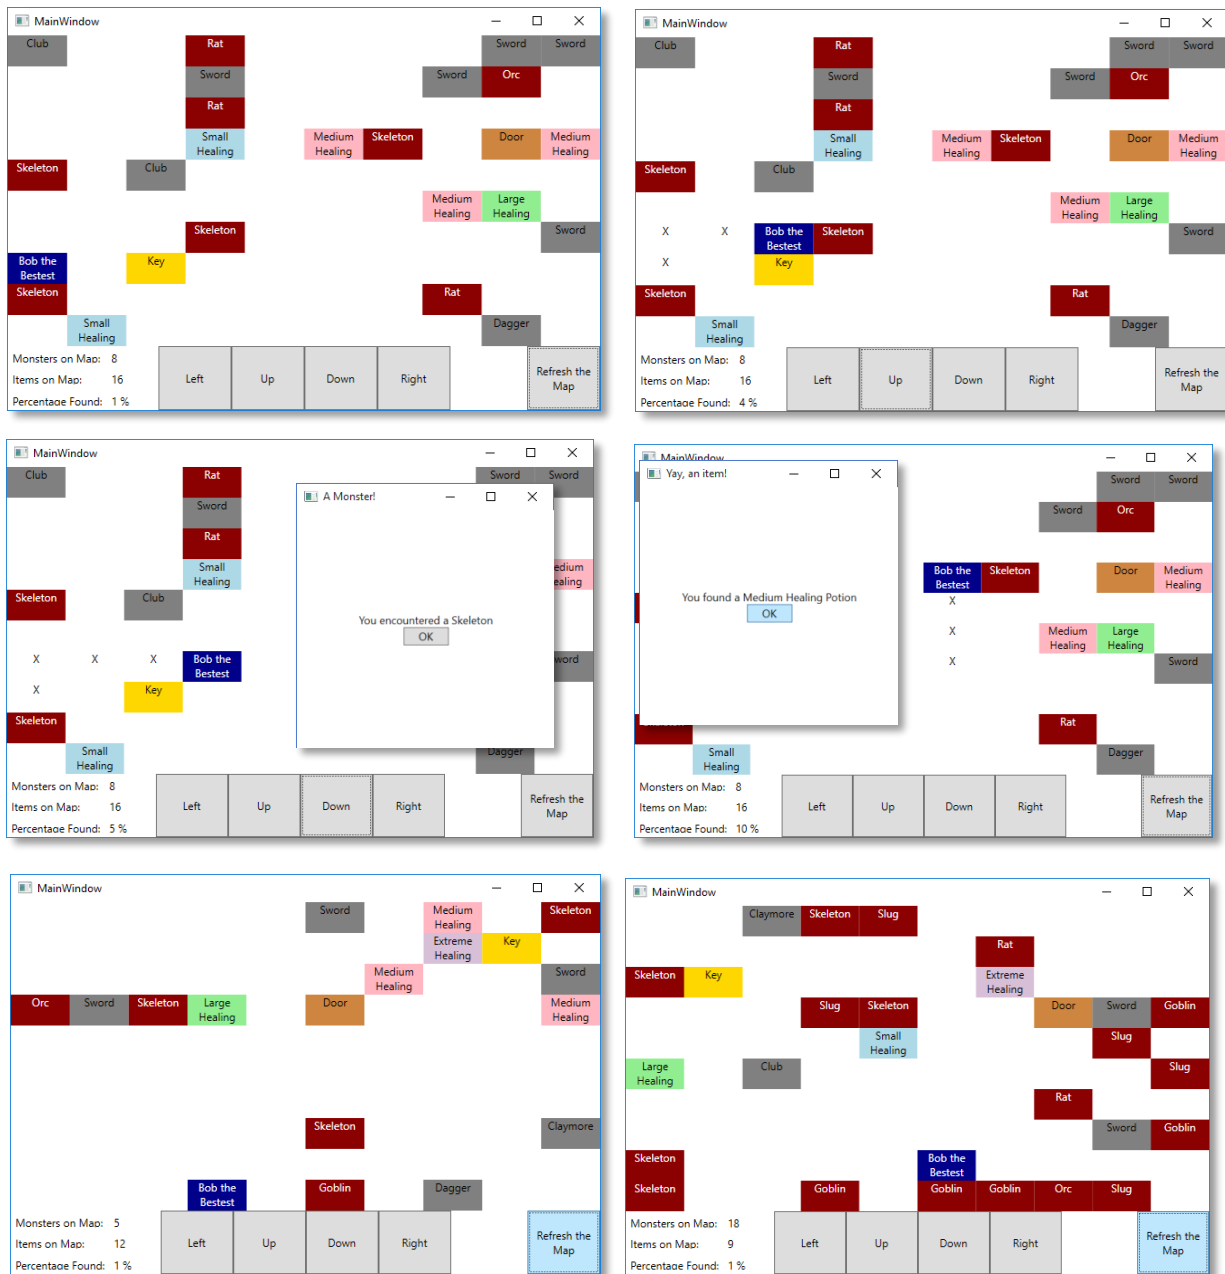 MainWindow
Club Rat Sword Sword
Sword Sword Orc
Rat
Small Healing Medium Healing Skeleton Door Medium Healing
Skeleton Club
Medium Healing Large Healing
Skeleton Sword
Bob the Bestest Key
Skeleton Rat
Small Healing Dagger
Monsters on Map: 8
Items on Map: 16
Percentage Found: 1 %
Left Up Down Right Refresh the Map
MainWindow
Club Rat Sword Sword
Sword Sword Orc
Rat
Small Healing Medium Healing Skeleton Door Medium Healing
Skeleton Club
Medium Healing Large Healing
X X Bob the Bestest Skeleton Sword
X Key
Skeleton Rat
Small Healing Dagger
Monsters on Map: 8
Items on Map: 16
Percentage Found: 4 %
Left Up Down Right Refresh the Map
MainWindow
Club Rat Sword Sword
Sword
Rat
Small Healing
Skeleton Club
X X X Bob the Bestest
X Key
Skeleton
Small Healing Dagger
A Monster!
You encountered a Skeleton
OK
Monsters on Map: 8
Items on Map: 16
Percentage Found: 5 %
Left Up Down Right Refresh the Map
MainWindow
Yay, an item!
You found a Medium Healing Potion
OK
Sword Sword
Sword Orc
Bob the Bestest Skeleton Door Medium Healing
X
X Medium Healing Large Healing
X Sword
Rat
Small Healing Dagger
Monsters on Map: 8
Items on Map: 16
Percentage Found: 10 %
Left Up Down Right Refresh the Map
MainWindow
Sword Medium Healing Skeleton
Extreme Healing Key
Medium Healing Sword
Orc Sword Skeleton Large Healing Door Medium Healing
Skeleton Claymore
Bob the Bestest Goblin Dagger
Monsters on Map: 5
Items on Map: 12
Percentage Found: 1 %
Left Up Down Right Refresh the Map
MainWindow
Claymore Skeleton Slug
Rat
Skeleton Key Extreme Healing
Slug Skeleton Door Sword Goblin
Small Healing Slug
Large Healing Club Slug
Rat
Sword Goblin
Skeleton Bob the Bestest
Skeleton Goblin Goblin Goblin Orc Slug
Monsters on Map: 18
Items on Map: 9
Percentage Found: 1 %
Left Up Down Right Refresh the Map